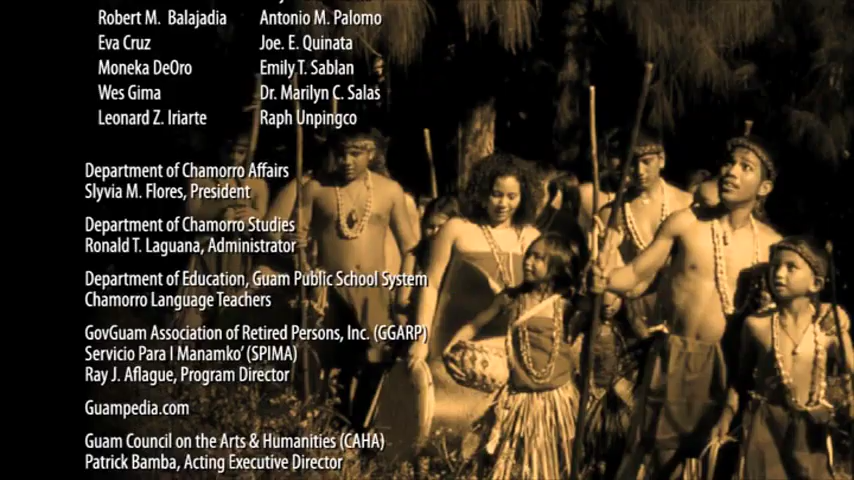 Robert M. Balajadia
Eva Cruz
Moneka DeOro
Wes Gima
Leonard Z. Iriarte
Antonio M. Palomo
Joe. E. Quinata
Emily T. Sablan
Dr. Marilyn C. Salas
Raph Unpingco
Department of Chamorro Affairs
Slyvia M. Flores, President
Department of Chamorro Studies
Ronald T. Laguana, Administrator
Department of Education, Guam Public School System
Chamorro Language Teachers
GovGuam Association of Retired Persons, Inc. (GGARP)
Servicio Para I Manamko' (SPIMA)
Ray J. Aflague, Program Director
Guampedia.com
Guam Council on the Arts & Humanities (CAHA)
Patrick Bamba, Acting Executive Director